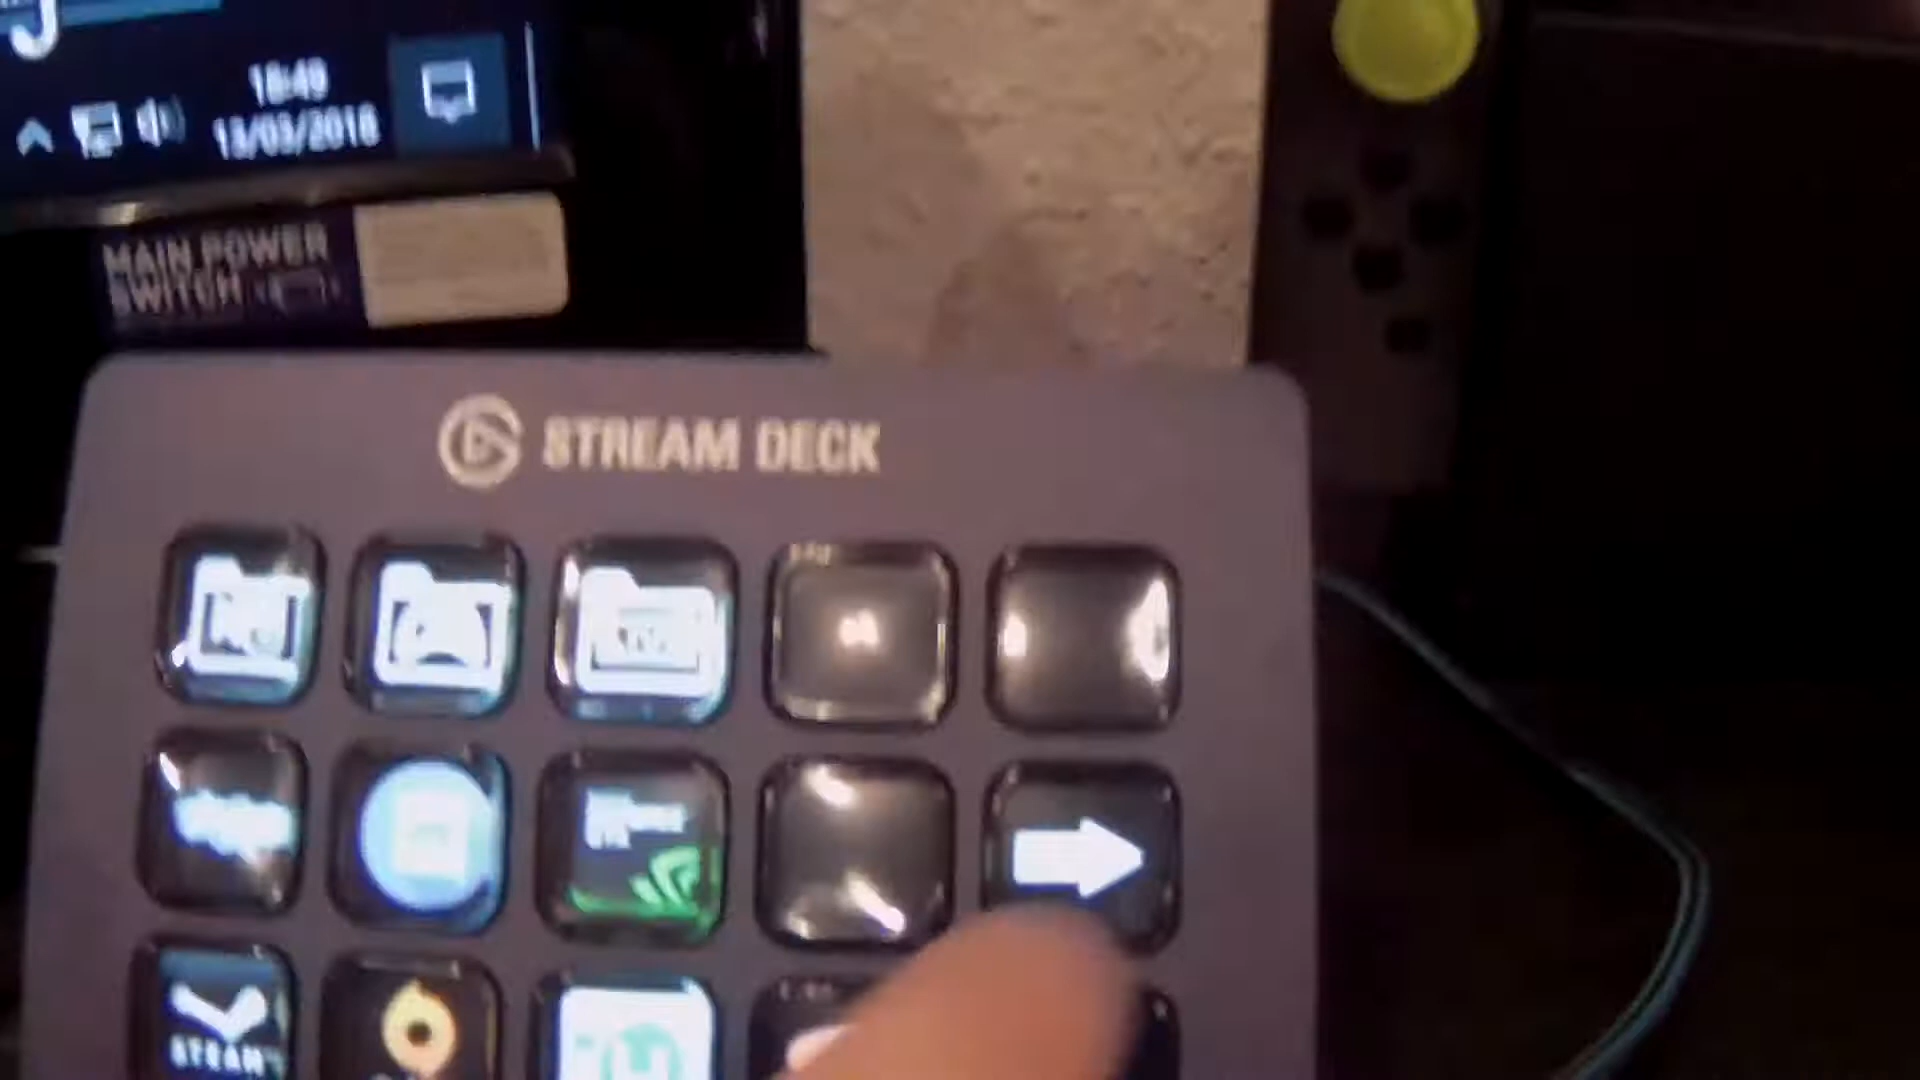 18:49
13/03/2018
MAIN POWER
SWITCH
STREAM DECK
STEAM